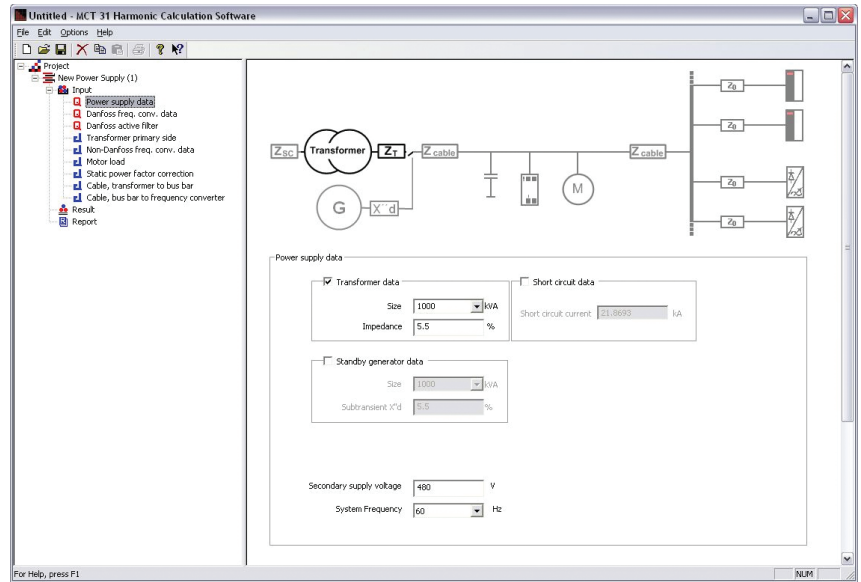 Untitled - MCT 31 Harmonic Calculation Software
File Edit Options Help
Project
New Power Supply (1)
Input
Power supply data
Danfoss freq. conv. data
Danfoss active filter
Transformer primary side
Non-Danfoss freq. conv. data
Motor load
Static power factor correction
Cable, transformer to bus bar
Cable, bus bar to frequency converter
Result
Report
ZSC Transformer ZT Z cable Z cable
G X¨d M
Z0
Z0
Z0
Z0
Power supply data
Transformer data
Size 1000 kVA
Impedance 5.5 %
Short circuit data
Short circuit current 21.8693 kA
Standby generator data
Size 1000 kVA
Subtransient X"d 5.5 %
Secondary supply voltage 480 V
System Frequency 60 Hz
For Help, press F1 NUM